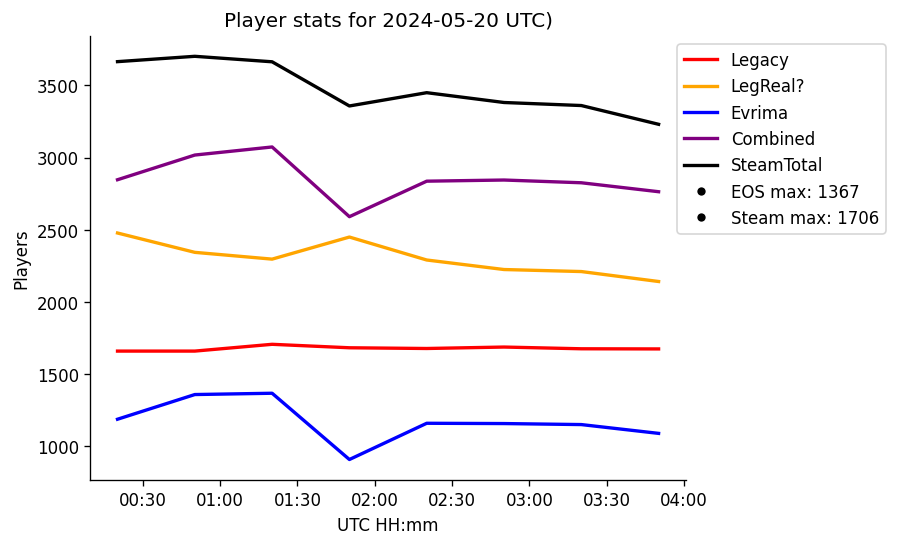 Player stats for 2024-05-20 UTC)
Legacy
LegReal?
Evrima
Combined
SteamTotal
EOS max: 1367
Steam max: 1706
Players
3500
3000
2500
2000
1500
1000
00:30 01:00 01:30 02:00 02:30 03:00 03:30 04:00
UTC HH:mm